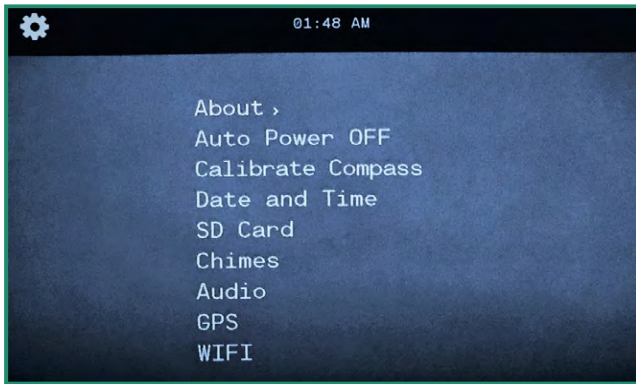 01:48 AM
About ›
Auto Power OFF
Calibrate Compass
Date and Time
SD Card
Chimes
Audio
GPS
WIFI